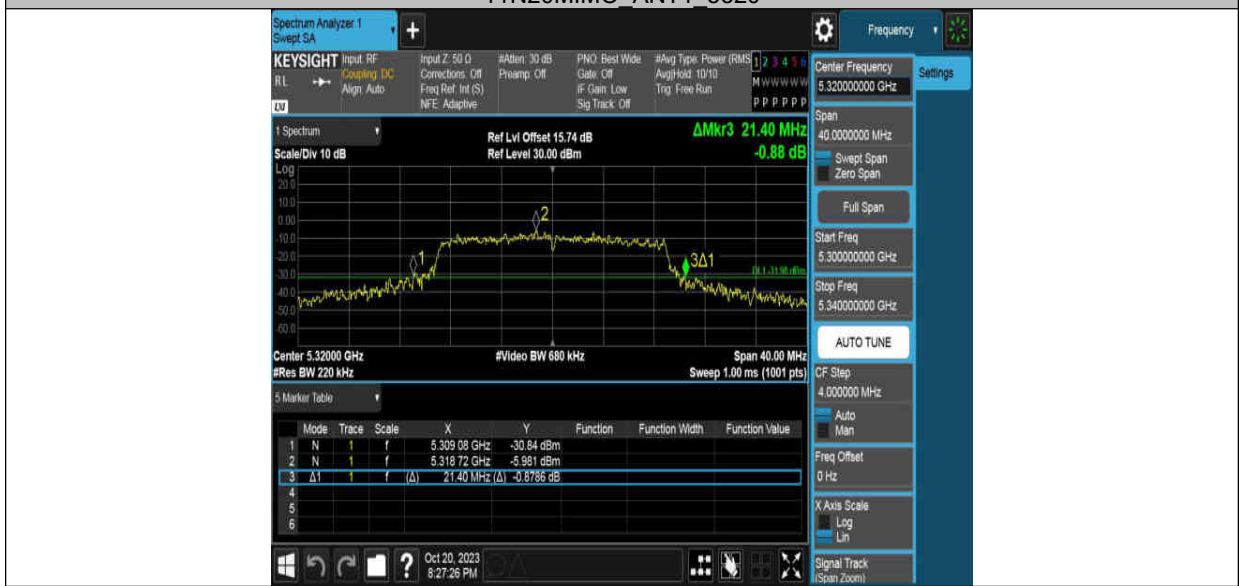 Spectrum Analyzer 1
Swept SA
+
Frequency
KEYSIGHT
RL
Input: RF
Coupling: DC
Align: Auto
Input Z: 50 Ω
Corrections: Off
Freq Ref: Int (S)
NFE: Adaptive
#Atten: 30 dB
Preamp: Off
PNO: Best Wide
Gate: Off
IF Gain: Low
Sig Track: Off
#Avg Type: Power (RMS
Avg|Hold: 10/10
Trig: Free Run
1 2 3 4 5 6
M W W W W W
P P P P P P
Center Frequency
5.320000000 GHz
Settings
1 Spectrum
Scale/Div 10 dB
Ref Lvl Offset 15.74 dB
Ref Level 30.00 dBm
ΔMkr3 21.40 MHz
-0.88 dB
Log
20.0
10.0
0.00
-10.0
-20.0
-30.0
-40.0
-50.0
-60.0
1
2
3Δ1
DL1 -31.98 dBm
Center 5.32000 GHz
#Res BW 220 kHz
#Video BW 680 kHz
Span 40.00 MHz
Sweep 1.00 ms (1001 pts)
Span
40.0000000 MHz
Swept Span
Zero Span
Full Span
Start Freq
5.300000000 GHz
Stop Freq
5.340000000 GHz
AUTO TUNE
CF Step
4.000000 MHz
Auto
Man
Freq Offset
0 Hz
X Axis Scale
Log
Lin
Signal Track
(Span Zoom)
5 Marker Table
Mode Trace Scale X Y Function Function Width Function Value
1 N 1 f 5.309 08 GHz -30.84 dBm
2 N 1 f 5.318 72 GHz -5.981 dBm
3 Δ1 1 f (Δ) 21.40 MHz (Δ) -0.8786 dB
4
5
6
?
Oct 20, 2023
8:27:26 PM